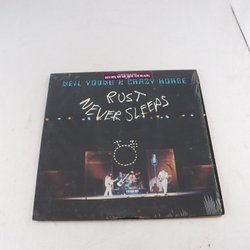 NEIL YOUNG & CRAZY HORSE
RUST
NEVER SLEEPS